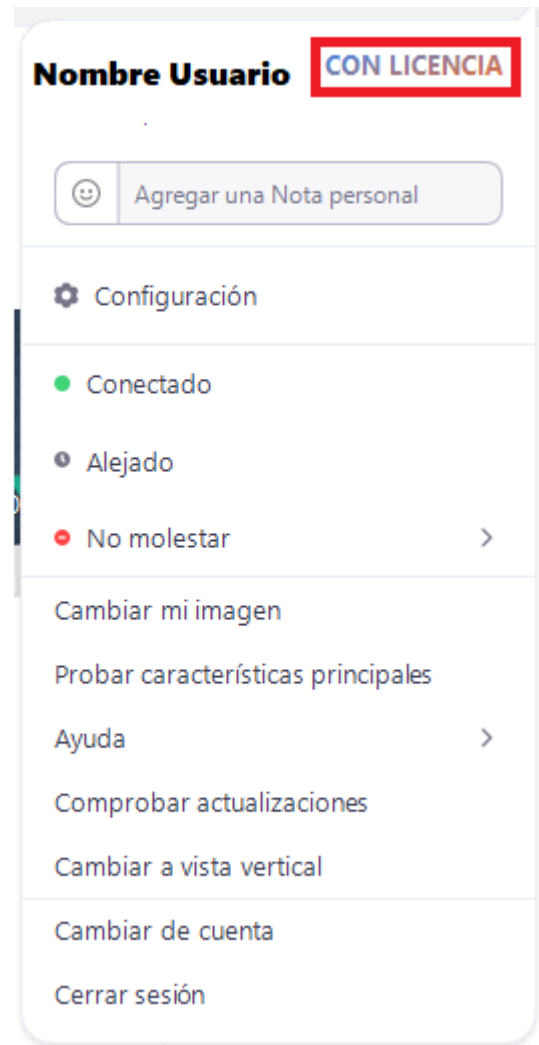 Nombre Usuario CON LICENCIA
Agregar una Nota personal
Configuración
Conectado
Alejado
No molestar
Cambiar mi imagen
Probar características principales
Ayuda
Comprobar actualizaciones
Cambiar a vista vertical
Cambiar de cuenta
Cerrar sesión